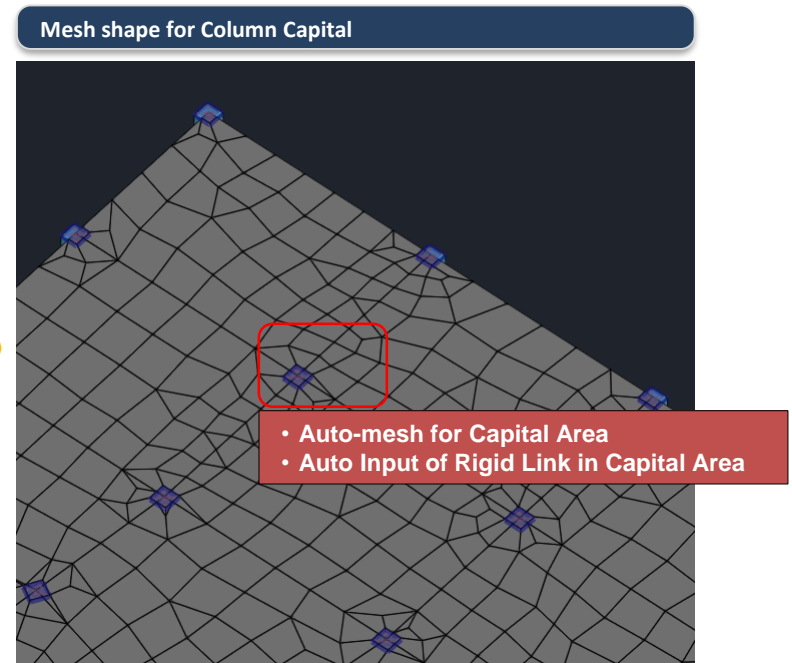 Mesh shape for Column Capital
• Auto-mesh for Capital Area
• Auto Input of Rigid Link in Capital Area